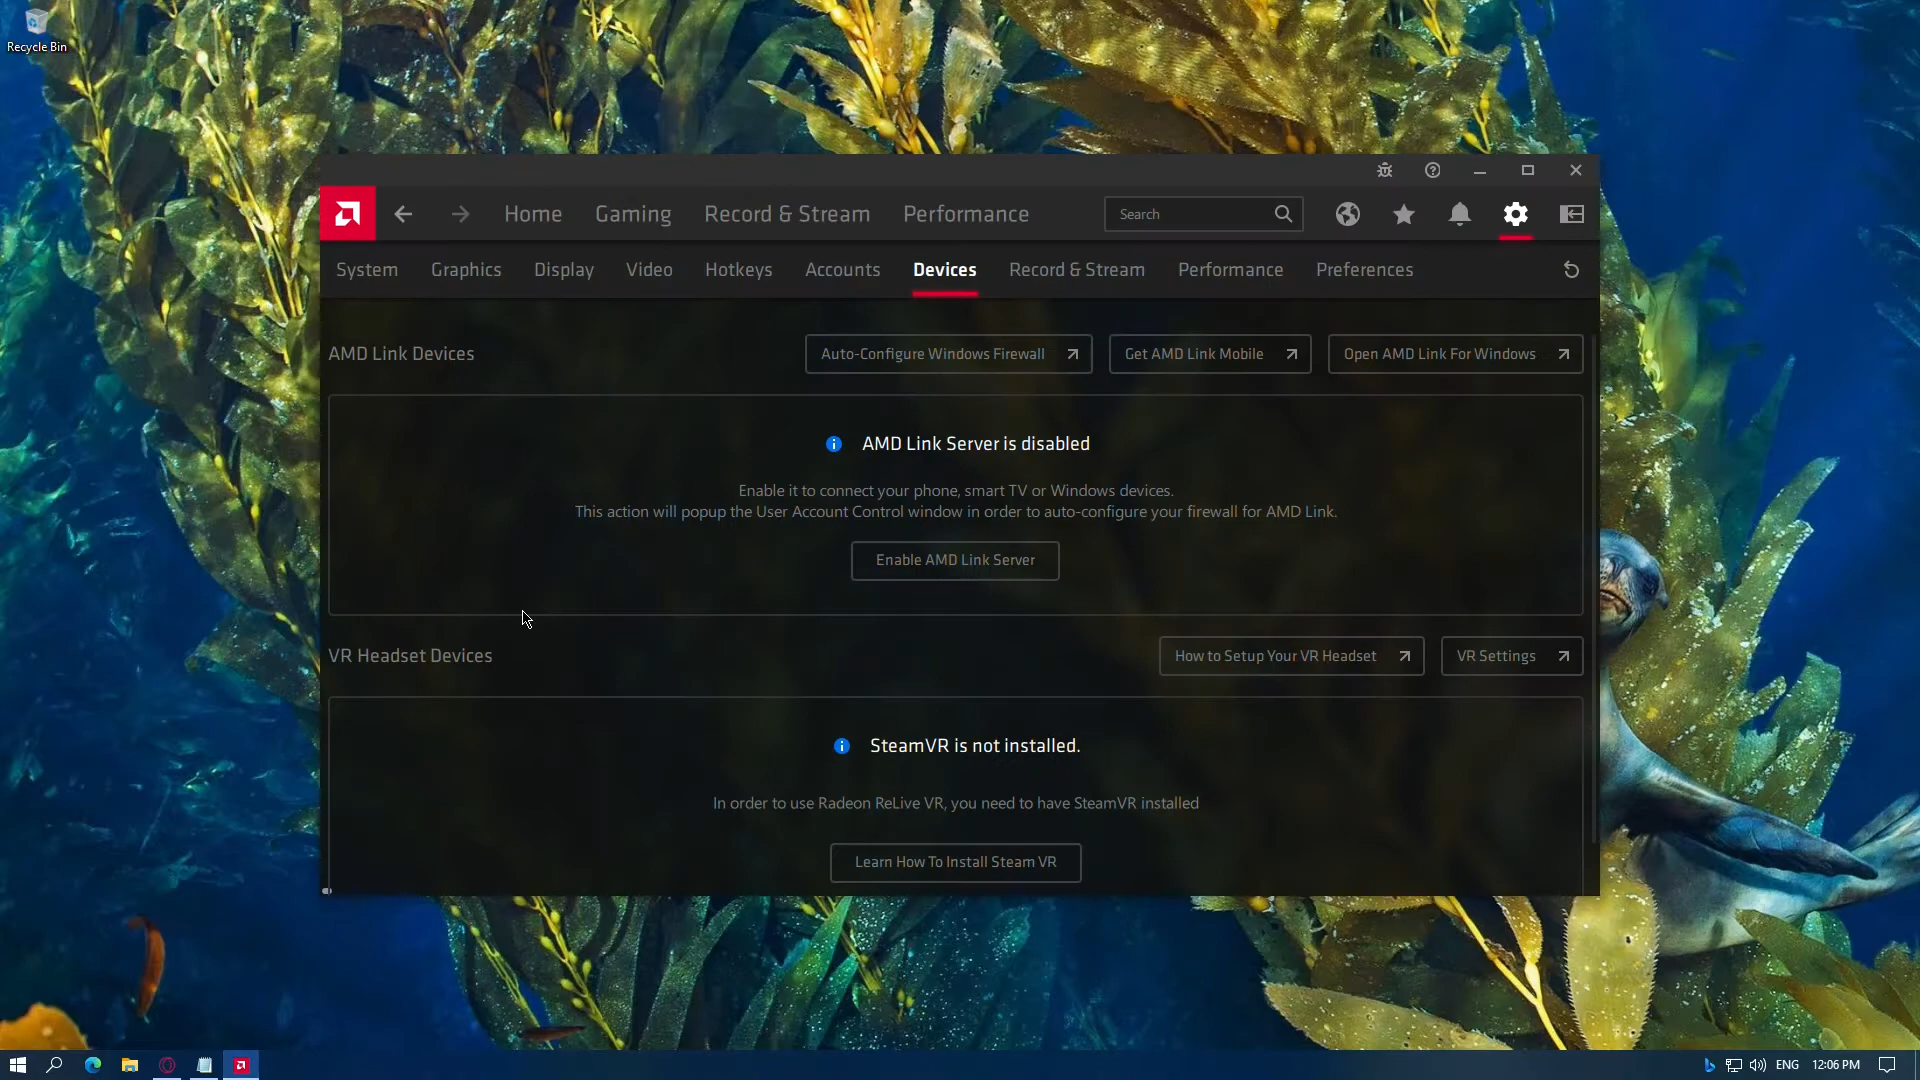 Recycle Bin
Home Gaming Record & Stream Performance Search
System Graphics Display Video Hotkeys Accounts Devices Record & Stream Performance Preferences
AMD Link Devices Auto-Configure Windows Firewall Get AMD Link Mobile Open AMD Link For Windows
AMD Link Server is disabled
Enable it to connect your phone, smart TV or Windows devices.
This action will popup the User Account Control window in order to auto-configure your firewall for AMD Link.
Enable AMD Link Server
VR Headset Devices How to Setup Your VR Headset VR Settings
SteamVR is not installed.
In order to use Radeon ReLive VR, you need to have SteamVR installed
Learn How To Install Steam VR
ENG 12:06 PM